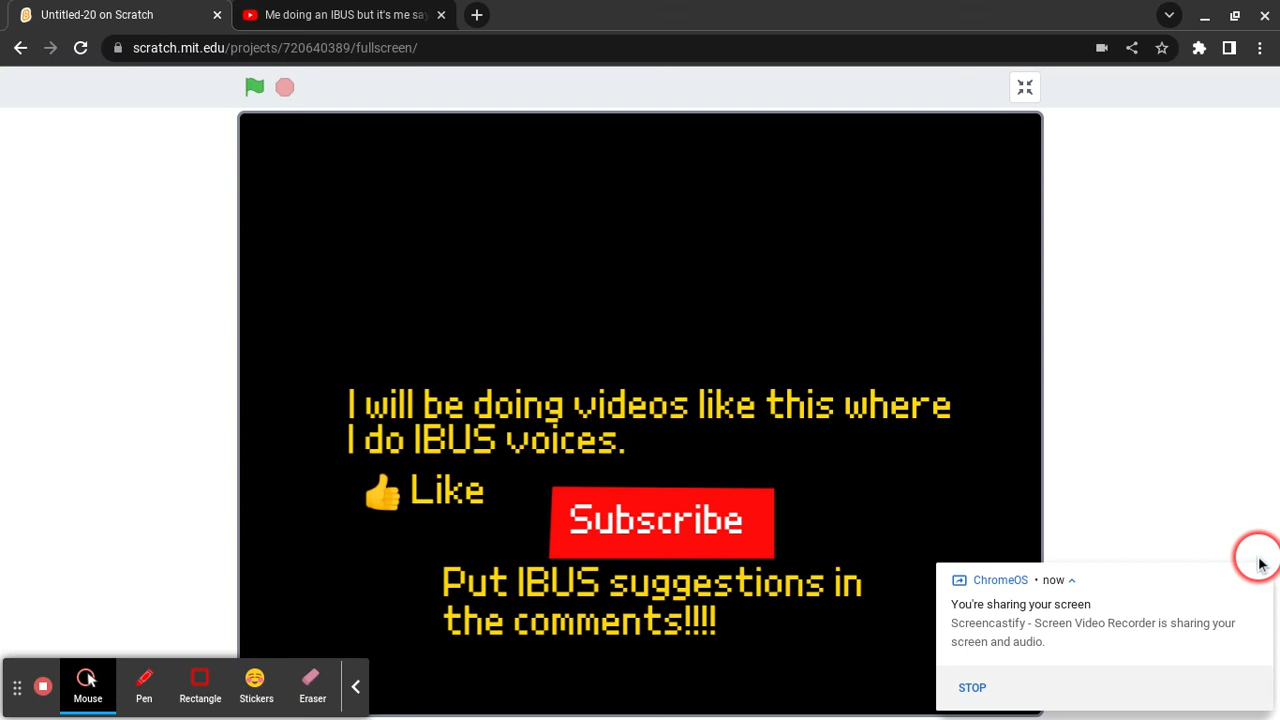 Untitled-20 on Scratch
Me doing an IBUS but it's me say
scratch.mit.edu/projects/720640389/fullscreen/
I will be doing videos like this where
I do IBUS voices.
👍 Like
Subscribe
Put IBUS suggestions in
the comments!!!!
ChromeOS • now
You're sharing your screen
Screencastify - Screen Video Recorder is sharing your
screen and audio.
STOP
Mouse
Pen
Rectangle
Stickers
Eraser